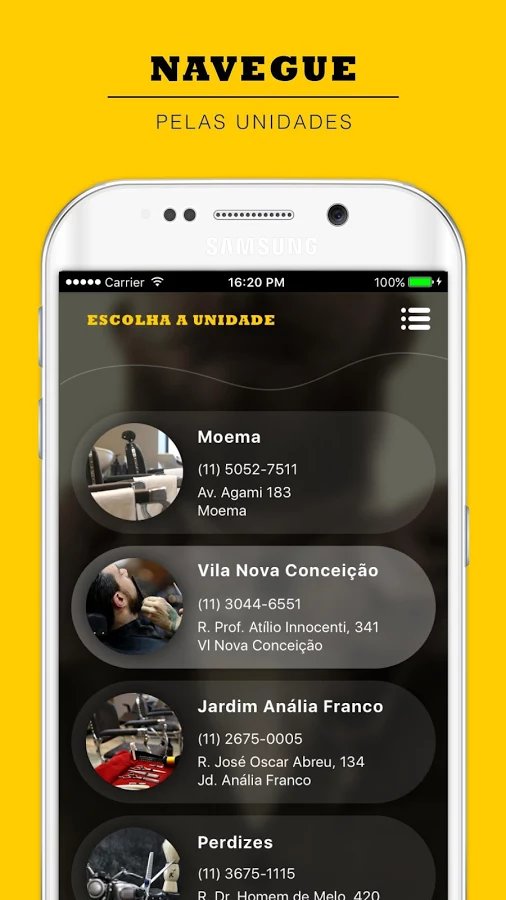 NAVEGUE
PELAS UNIDADES
SAMSUNG
Carrier 16:20 PM 100%
ESCOLHA A UNIDADE
Moema
(11) 5052-7511
Av. Agami 183
Moema
Vila Nova Conceição
(11) 3044-6551
R. Prof. Atílio Innocenti, 341
Vl Nova Conceição
Jardim Anália Franco
(11) 2675-0005
R. José Oscar Abreu, 134
Jd. Anália Franco
Perdizes
(11) 3675-1115
R. Dr. Homem de Melo, 420